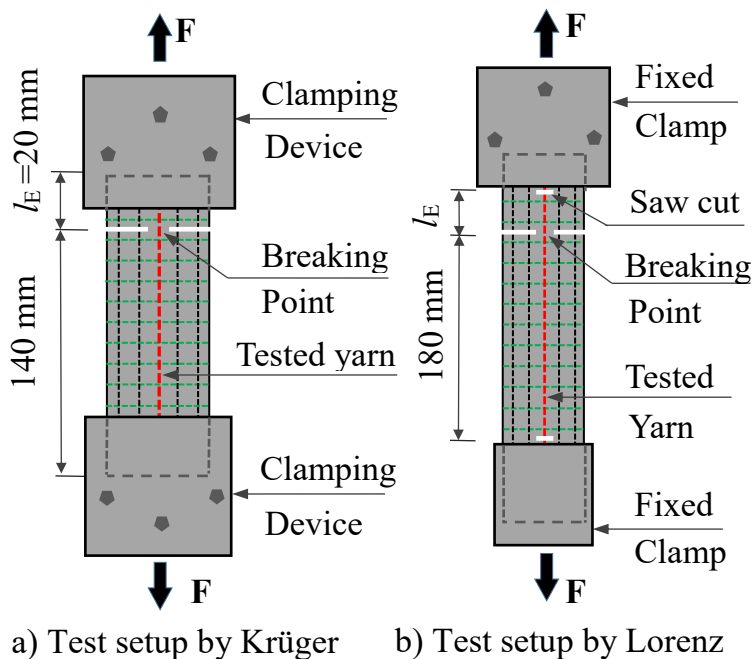 F
Clamping
Device
l_E =20 mm
Breaking
Point
140 mm
Tested yarn
Clamping
Device
F
a) Test setup by Krüger
F
Fixed
Clamp
l_E
Saw cut
Breaking
Point
180 mm
Tested
Yarn
Fixed
Clamp
F
b) Test setup by Lorenz